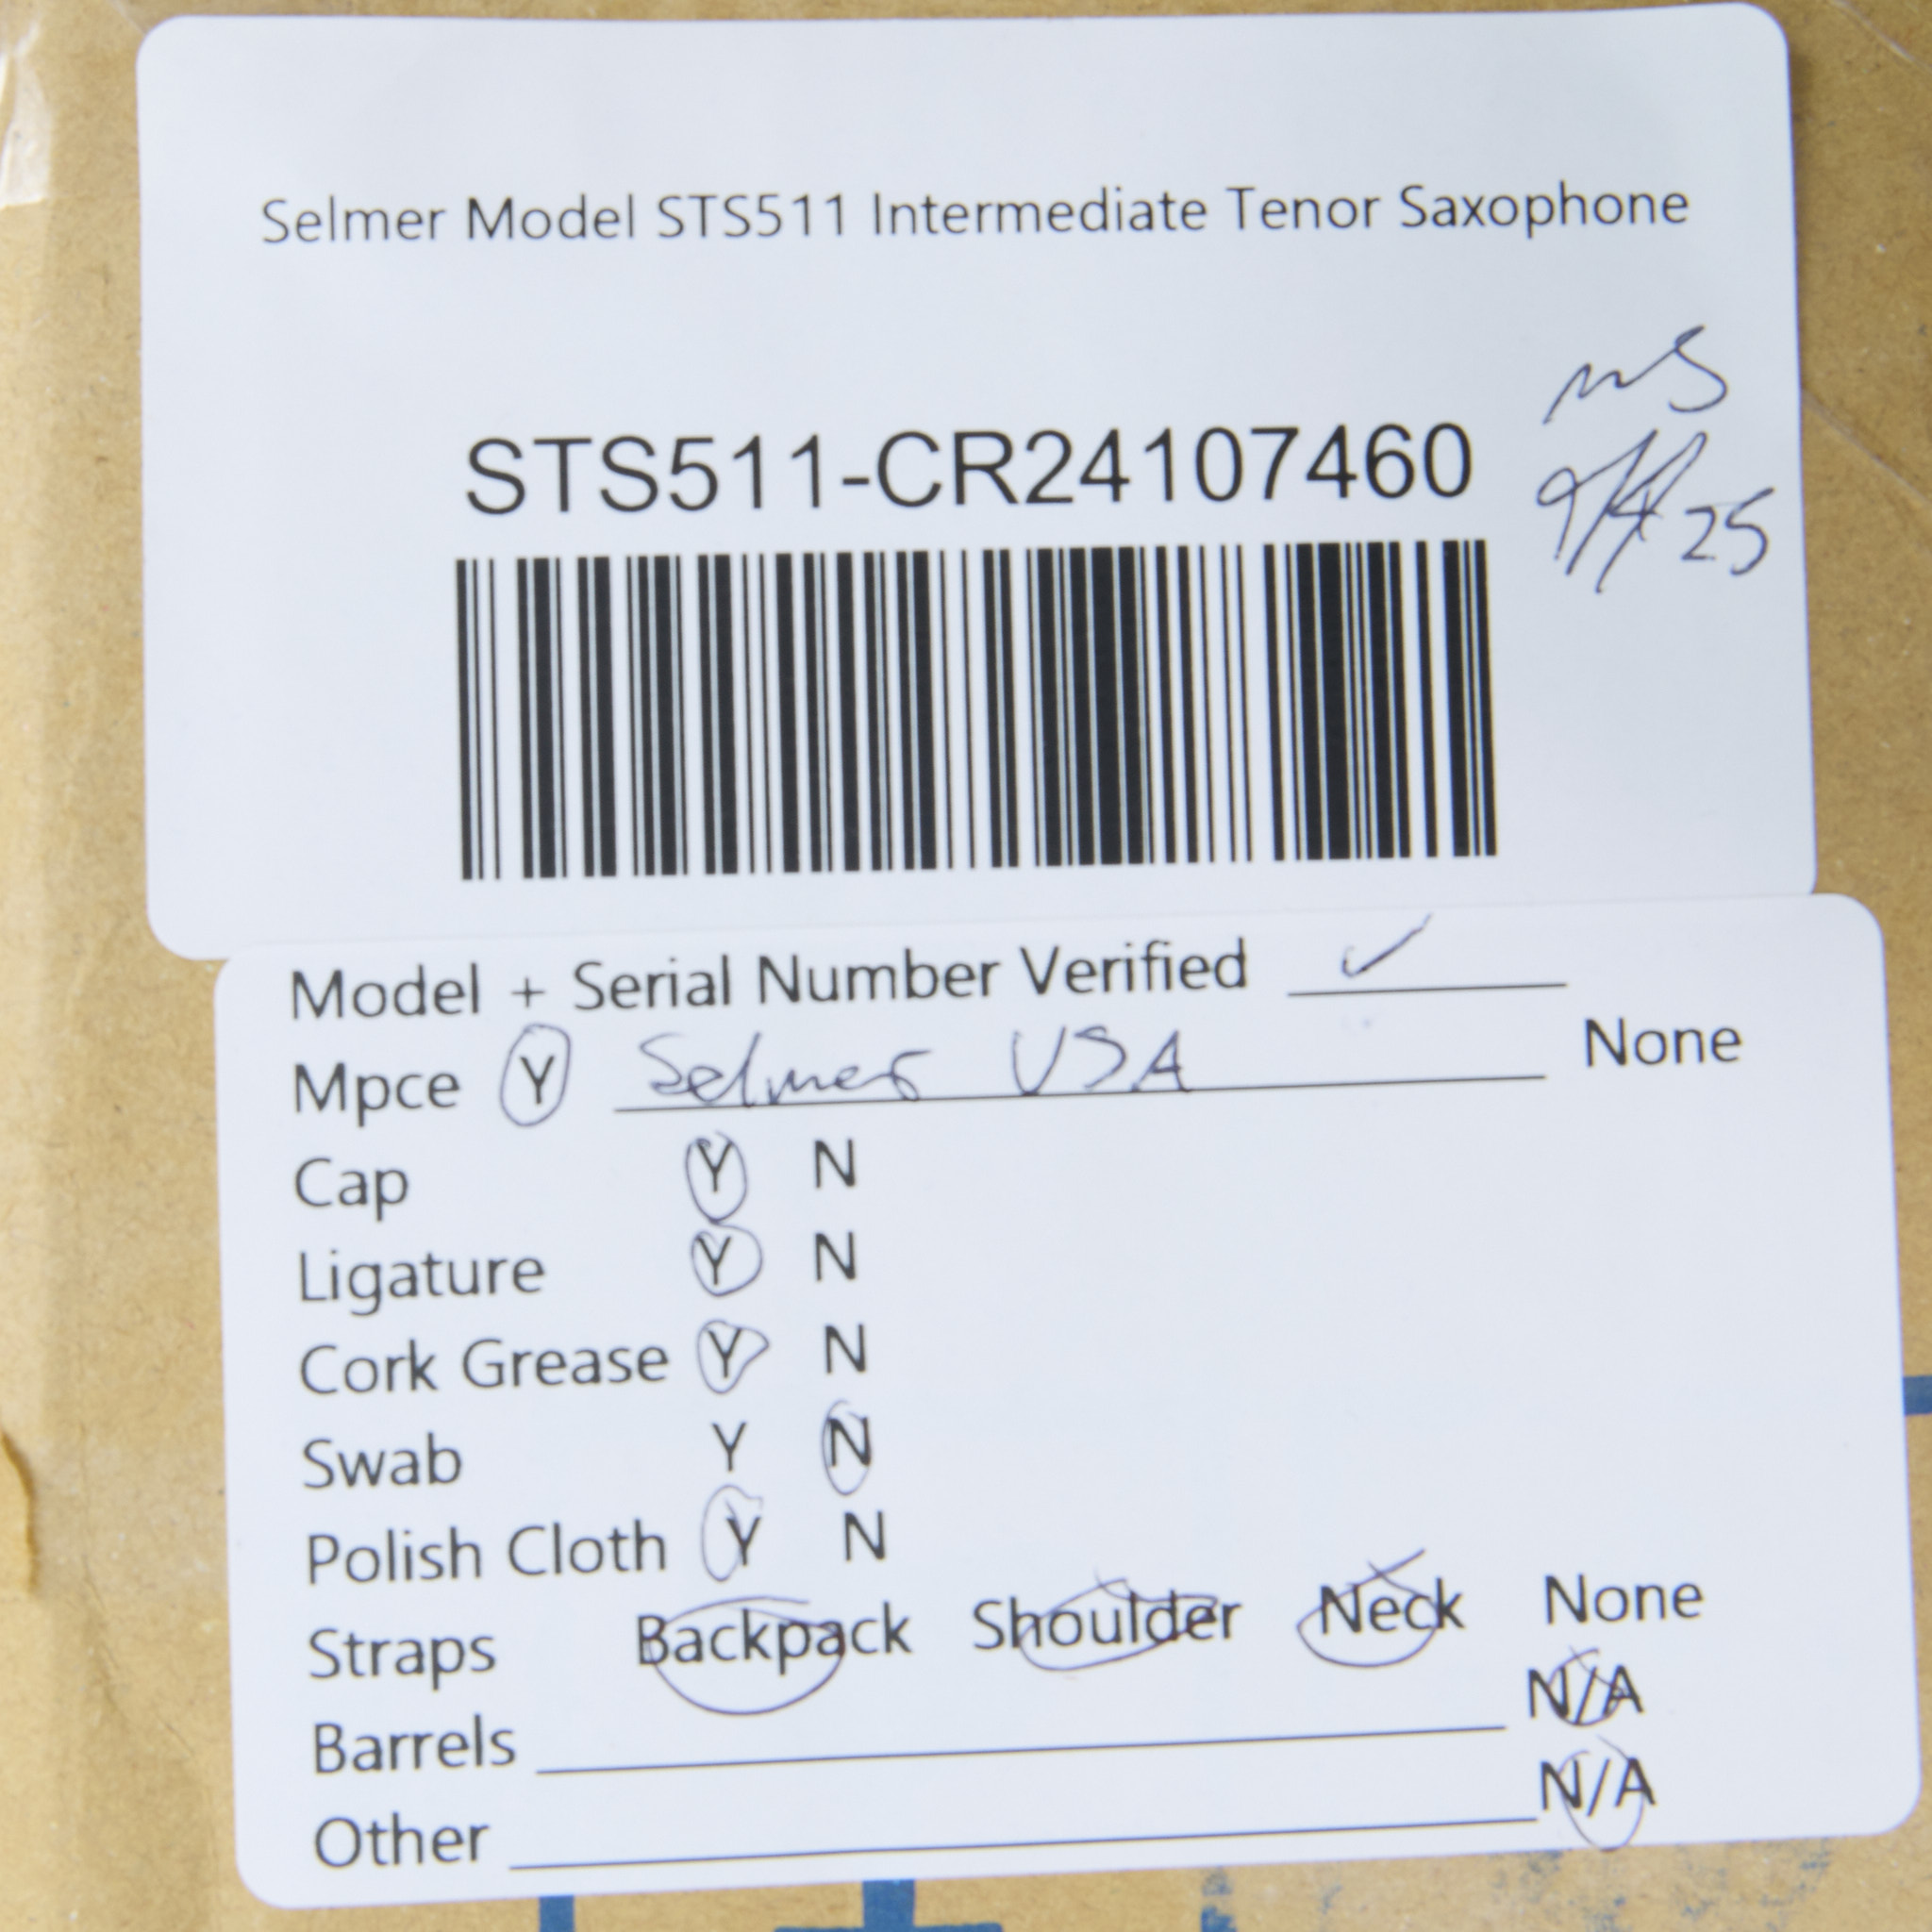 Selmer Model STS511 Intermediate Tenor Saxophone
MS
STS511-CR24107460
9/4/25
Model + Serial Number Verified ✓
Mpce Y Selmer USA None
Cap Y N
Ligature Y N
Cork Grease Y N
Swab Y N
Polish Cloth Y N
Straps Backpack Shoulder Neck None
Barrels N/A
Other N/A